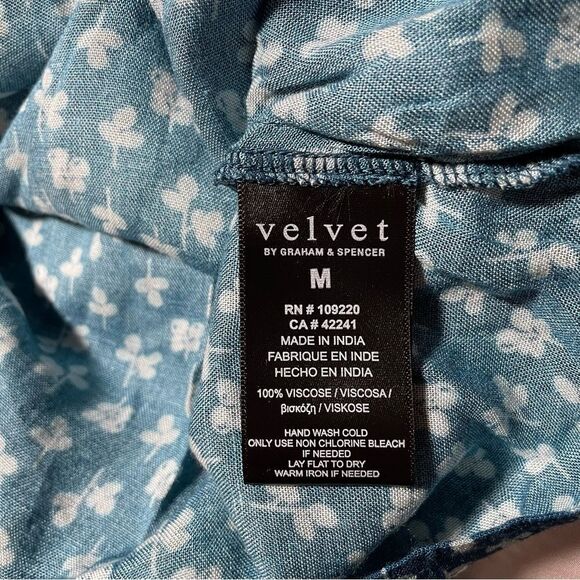 velvet
BY GRAHAM & SPENCER
M
RN # 109220
CA # 42241
MADE IN INDIA
FABRIQUE EN INDE
HECHO EN INDIA
100% VISCOSE / VISCOSA /
βισκόζη / VISKOSE
HAND WASH COLD
ONLY USE NON CHLORINE BLEACH
IF NEEDED
LAY FLAT TO DRY
WARM IRON IF NEEDED